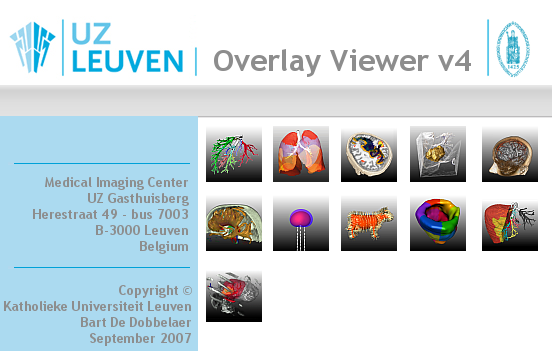 UZ
LEUVEN
Overlay Viewer v4
1425
Medical Imaging Center
UZ Gasthuisberg
Herestraat 49 - bus 7003
B-3000 Leuven
Belgium
Copyright ©
Katholieke Universiteit Leuven
Bart De Dobbelaer
September 2007